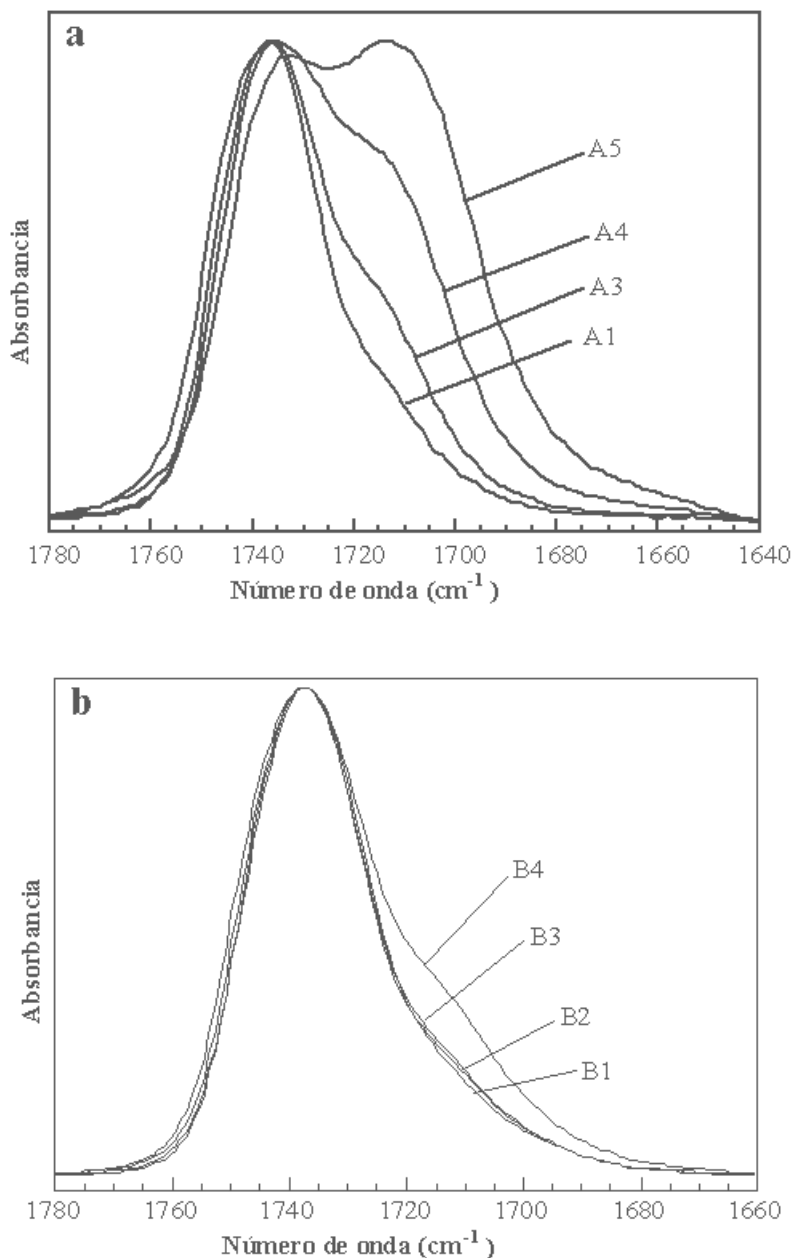 a
A5
A4
A3
A1
Absorbancia
1780 1760 1740 1720 1700 1680 1660 1640
Número de onda (cm-1 )
b
B4
B3
B2
B1
Absorbancia
1780 1760 1740 1720 1700 1680 1660
Número de onda (cm-1 )